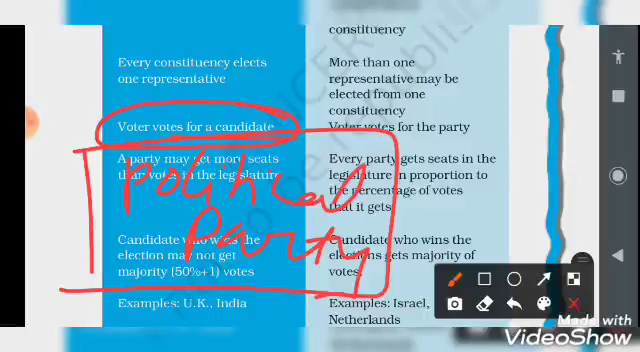 constituency
Every constituency elects
one representative
More than one
representative may be
elected from one
constituency
Voter votes for a candidate
Voter votes for the party
A party may get more seats
than votes in the legislature
Every party gets seats in the
legislature in proportion to
the percentage of votes
that it gets
Political
Party
Candidate who wins the
election may not get
majority (50%+1) votes
Candidate who wins the
elections gets majority of
votes.
Examples: U.K., India
Examples: Israel,
Netherlands
Made with
VideoShow